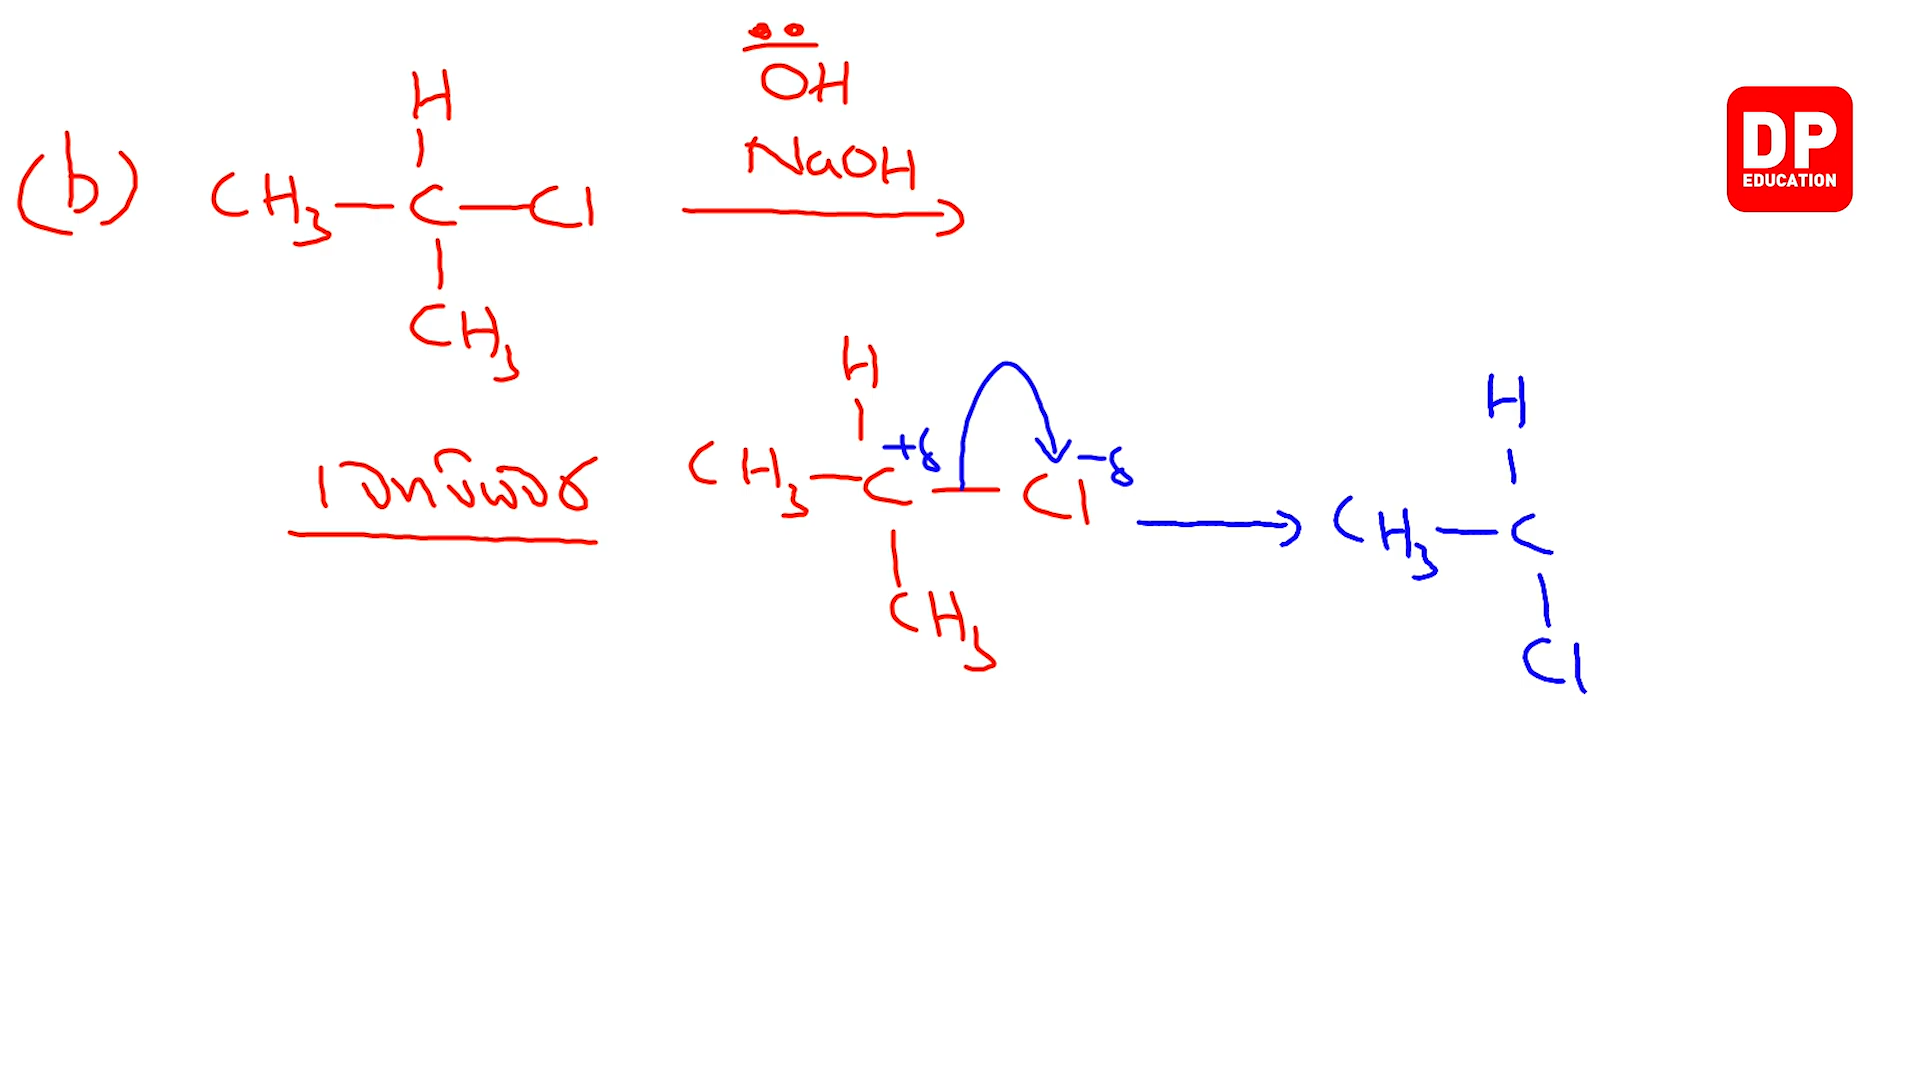 OH
H
NaOH
(b) CH3 — C — Cl
CH3
H
H
CH3 — C +δ — Cl -δ
CH3 — C
CH3
Cl
DP
EDUCATION